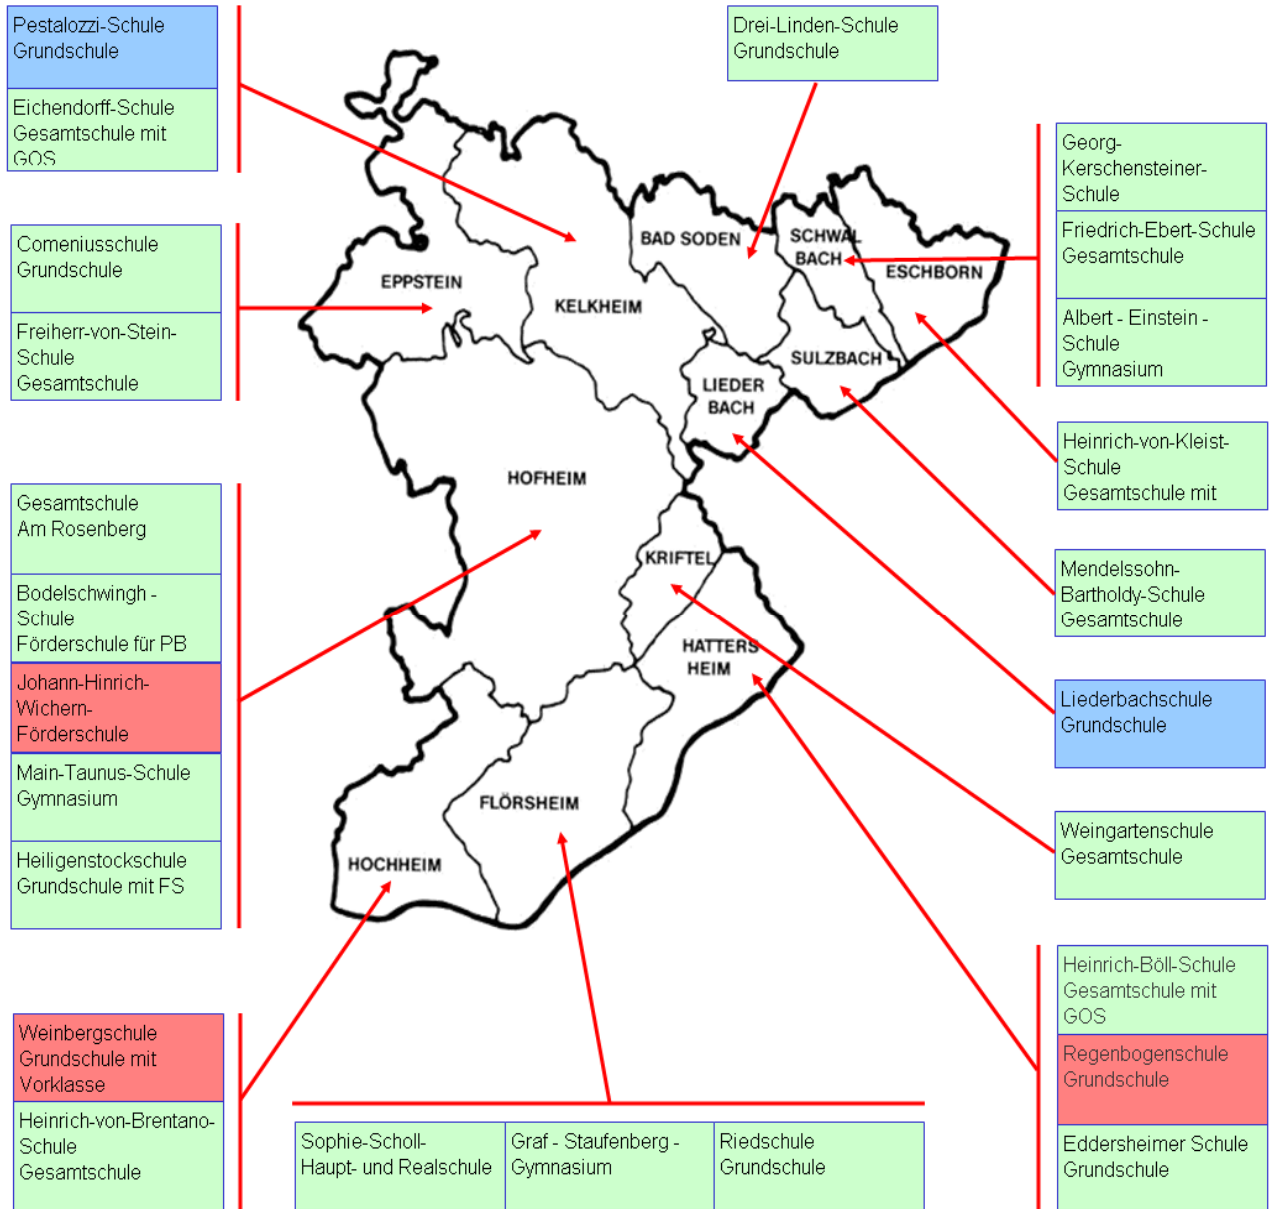 Pestalozzi-Schule
Grundschule
Eichendorff-Schule
Gesamtschule mit
GOS
Comeniusschule
Grundschule
Freiherr-von-Stein-
Schule
Gesamtschule
Gesamtschule
Am Rosenberg
Bodelschwingh -
Schule
Förderschule für PB
Johann-Hinrich-
Wichern-
Förderschule
Main-Taunus-Schule
Gymnasium
Heiligenstockschule
Grundschule mit FS
Weinbergschule
Grundschule mit
Vorklasse
Heinrich-von-Brentano-
Schule
Gesamtschule
Drei-Linden-Schule
Grundschule
BAD SODEN
SCHWAL
BACH
ESCHBORN
EPPSTEIN
KELKHEIM
SULZBACH
LIEDER
BACH
HOFHEIM
KRIFTEL
HATTERS
HEIM
FLÖRSHEIM
HOCHHEIM
Sophie-Scholl-
Haupt- und Realschule
Graf - Staufenberg -
Gymnasium
Riedschule
Grundschule
Georg-
Kerschensteiner-
Schule
Friedrich-Ebert-Schule
Gesamtschule
Albert - Einstein -
Schule
Gymnasium
Heinrich-von-Kleist-
Schule
Gesamtschule mit
Mendelssohn-
Bartholdy-Schule
Gesamtschule
Liederbachschule
Grundschule
Weingartenschule
Gesamtschule
Heinrich-Böll-Schule
Gesamtschule mit
GOS
Regenbogenschule
Grundschule
Eddersheimer Schule
Grundschule